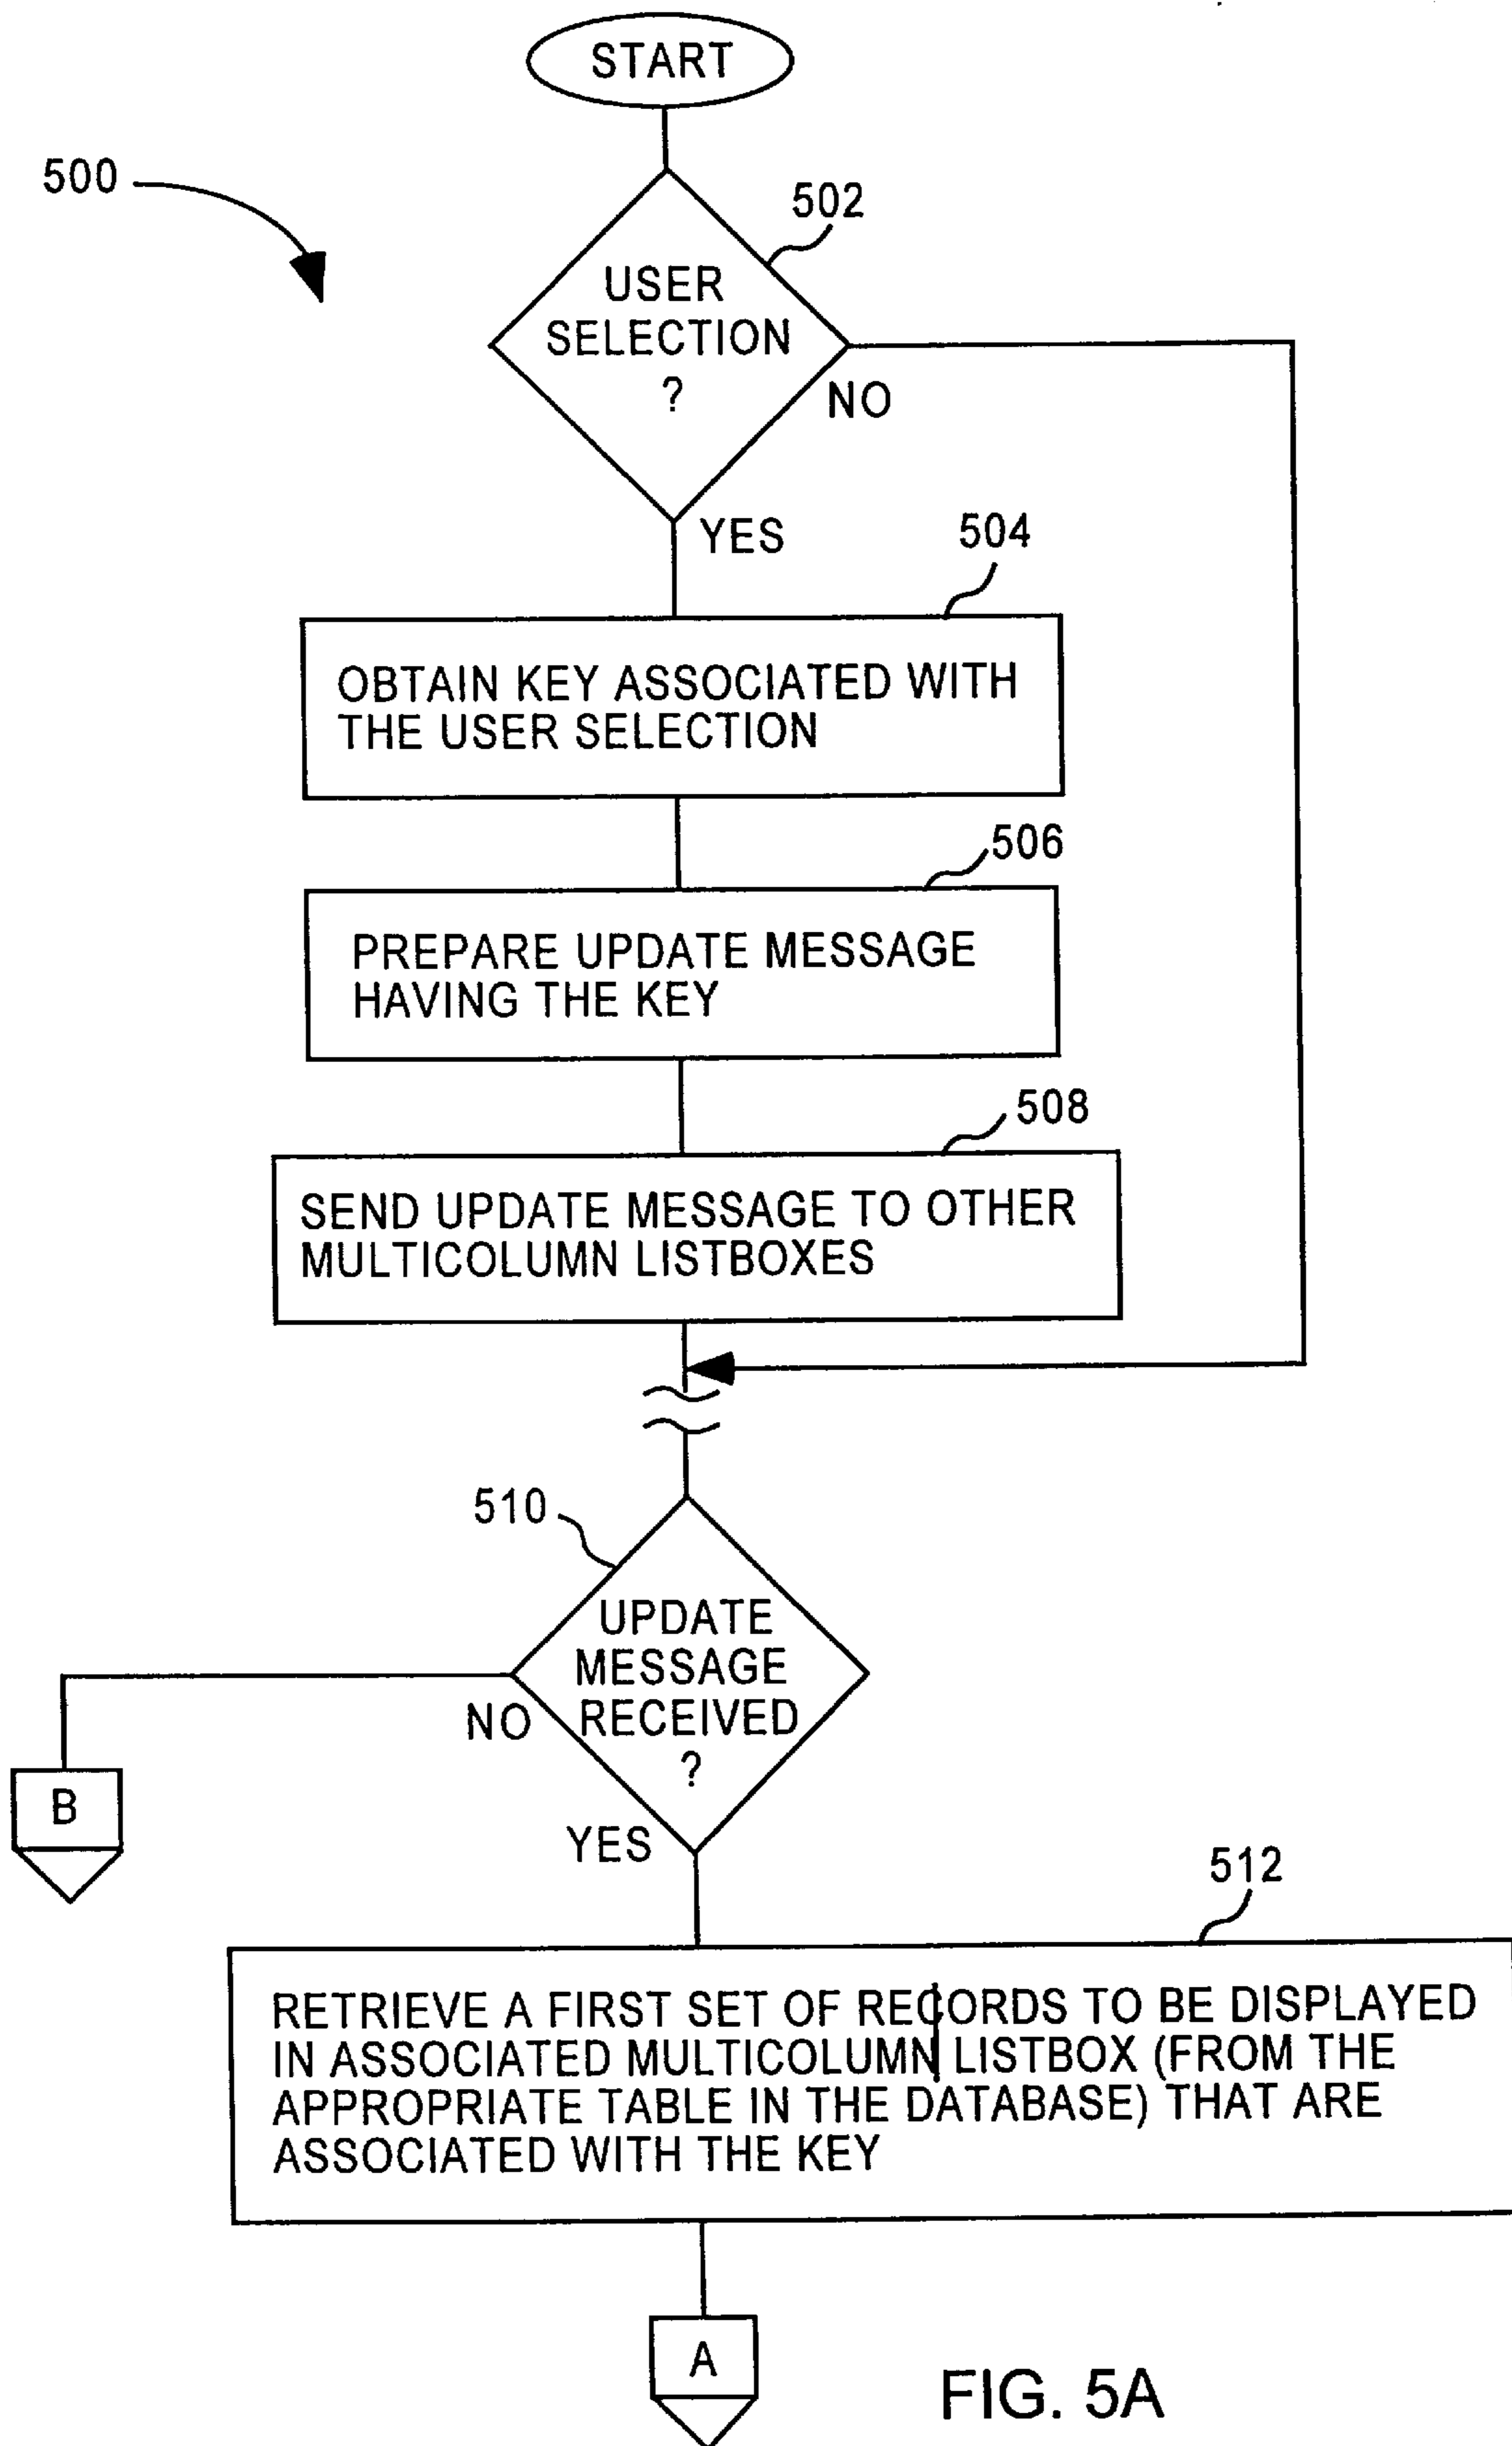 START
500
502
USER
SELECTION
?
NO
YES
504
OBTAIN KEY ASSOCIATED WITH
THE USER SELECTION
506
PREPARE UPDATE MESSAGE
HAVING THE KEY
508
SEND UPDATE MESSAGE TO OTHER
MULTICOLUMN LISTBOXES
510
UPDATE
MESSAGE
RECEIVED
?
NO
B
YES
512
RETRIEVE A FIRST SET OF RECORDS TO BE DISPLAYED
IN ASSOCIATED MULTICOLUMN LISTBOX (FROM THE
APPROPRIATE TABLE IN THE DATABASE) THAT ARE
ASSOCIATED WITH THE KEY
A
FIG. 5A